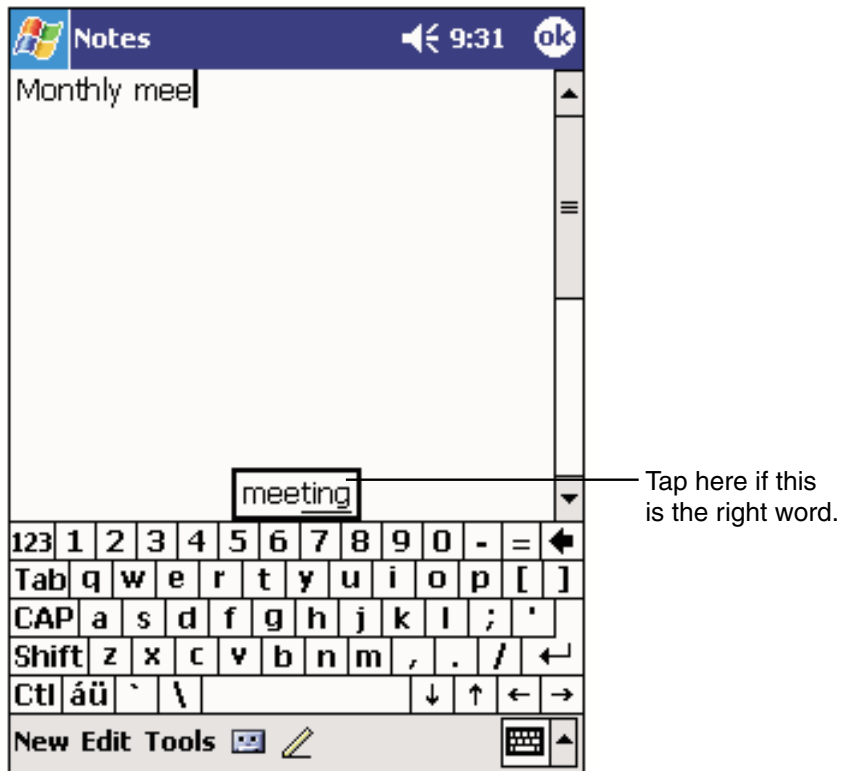 Notes 9:31 ok
Monthly mee
meeting
Tap here if this
is the right word.
123 1 2 3 4 5 6 7 8 9 0 - =
Tab q w e r t y u i o p [ ]
CAP a s d f g h j k l ; '
Shift z x c v b n m , . /
Ctl áü ` \ ↓ ↑ ← →
New Edit Tools